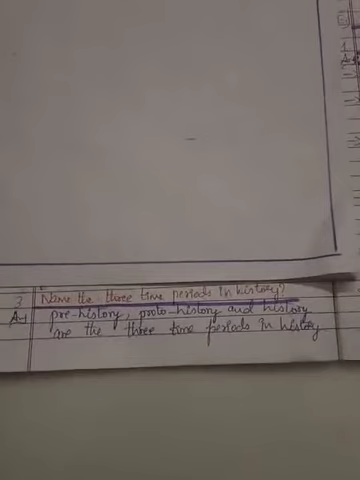 3 Name the three time periods in history?
Ans pre-history, proto-history and history
are the three time periods in history